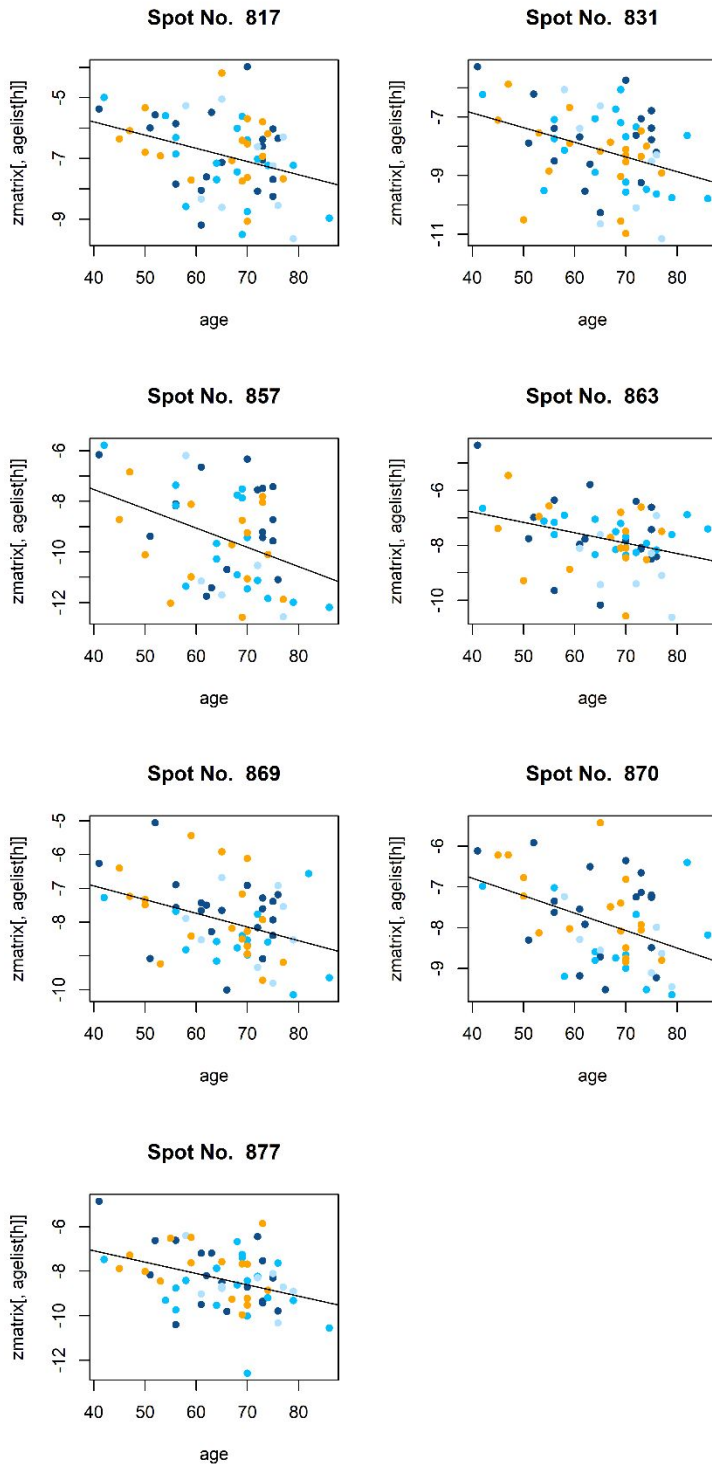 Spot No. 817
zmatrix[, agelist[h]]
-5
-7
-9
40 50 60 70 80
age
Spot No. 831
zmatrix[, agelist[h]]
-7
-9
-11
40 50 60 70 80
age
Spot No. 857
zmatrix[, agelist[h]]
-6
-8
-10
-12
40 50 60 70 80
age
Spot No. 863
zmatrix[, agelist[h]]
-6
-8
-10
40 50 60 70 80
age
Spot No. 869
zmatrix[, agelist[h]]
-5
-6
-8
-10
40 50 60 70 80
age
Spot No. 870
zmatrix[, agelist[h]]
-6
-7
-9
40 50 60 70 80
age
Spot No. 877
zmatrix[, agelist[h]]
-6
-8
-10
-12
40 50 60 70 80
age